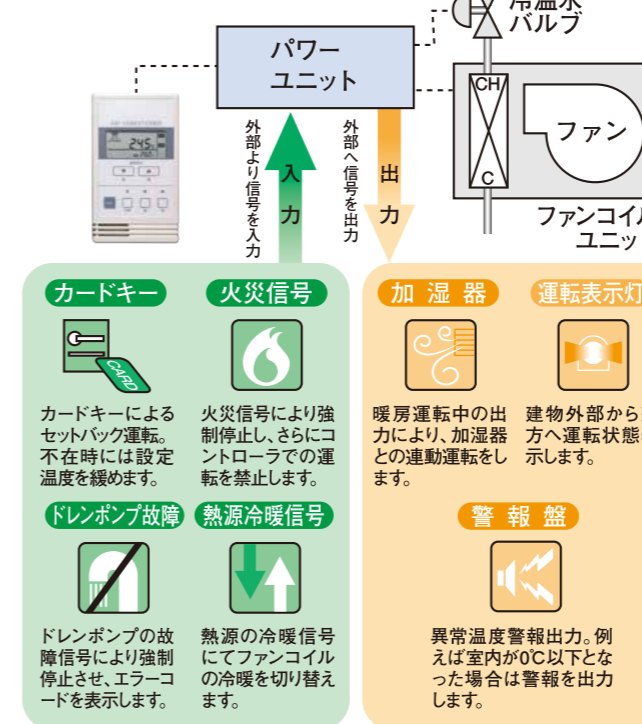 冷温水
バルブ
パワー
ユニット
CH
C
ファン
ファンコイル
ユニッ
24.5
外部より信号を入力
入力
外部へ信号を出力
出力
カードキー
CARD
カードキーによる
セットバック運転。
不在時には設定
温度を緩めます。
火災信号
火災信号により強
制停止し、さらにコ
ントローラでの運
転を禁止します。
ドレンポンプ故障
ドレンポンプの故
障信号により強制
停止させ、エラーコ
ードを表示します。
熱源冷暖信号
熱源の冷暖信号
にてファンコイル
の冷暖を切り替え
ます。
加湿器
暖房運転中の出
力により、加湿器
との連動運転をし
ます。
運転表示灯
建物外部から
方へ運転状態
示します。
警報盤
異常温度警報出力。例
えば室内が0℃以下とな
った場合は警報を出力
します。